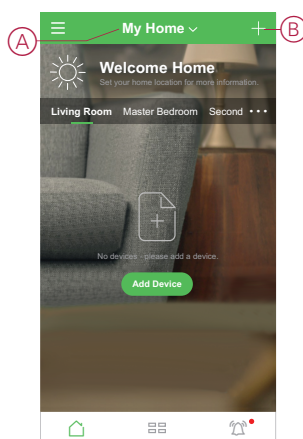 A
My Home
B
Welcome Home
Set your home location for more information.
Living Room Master Bedroom Second •••
No devices - please add a device.
Add Device